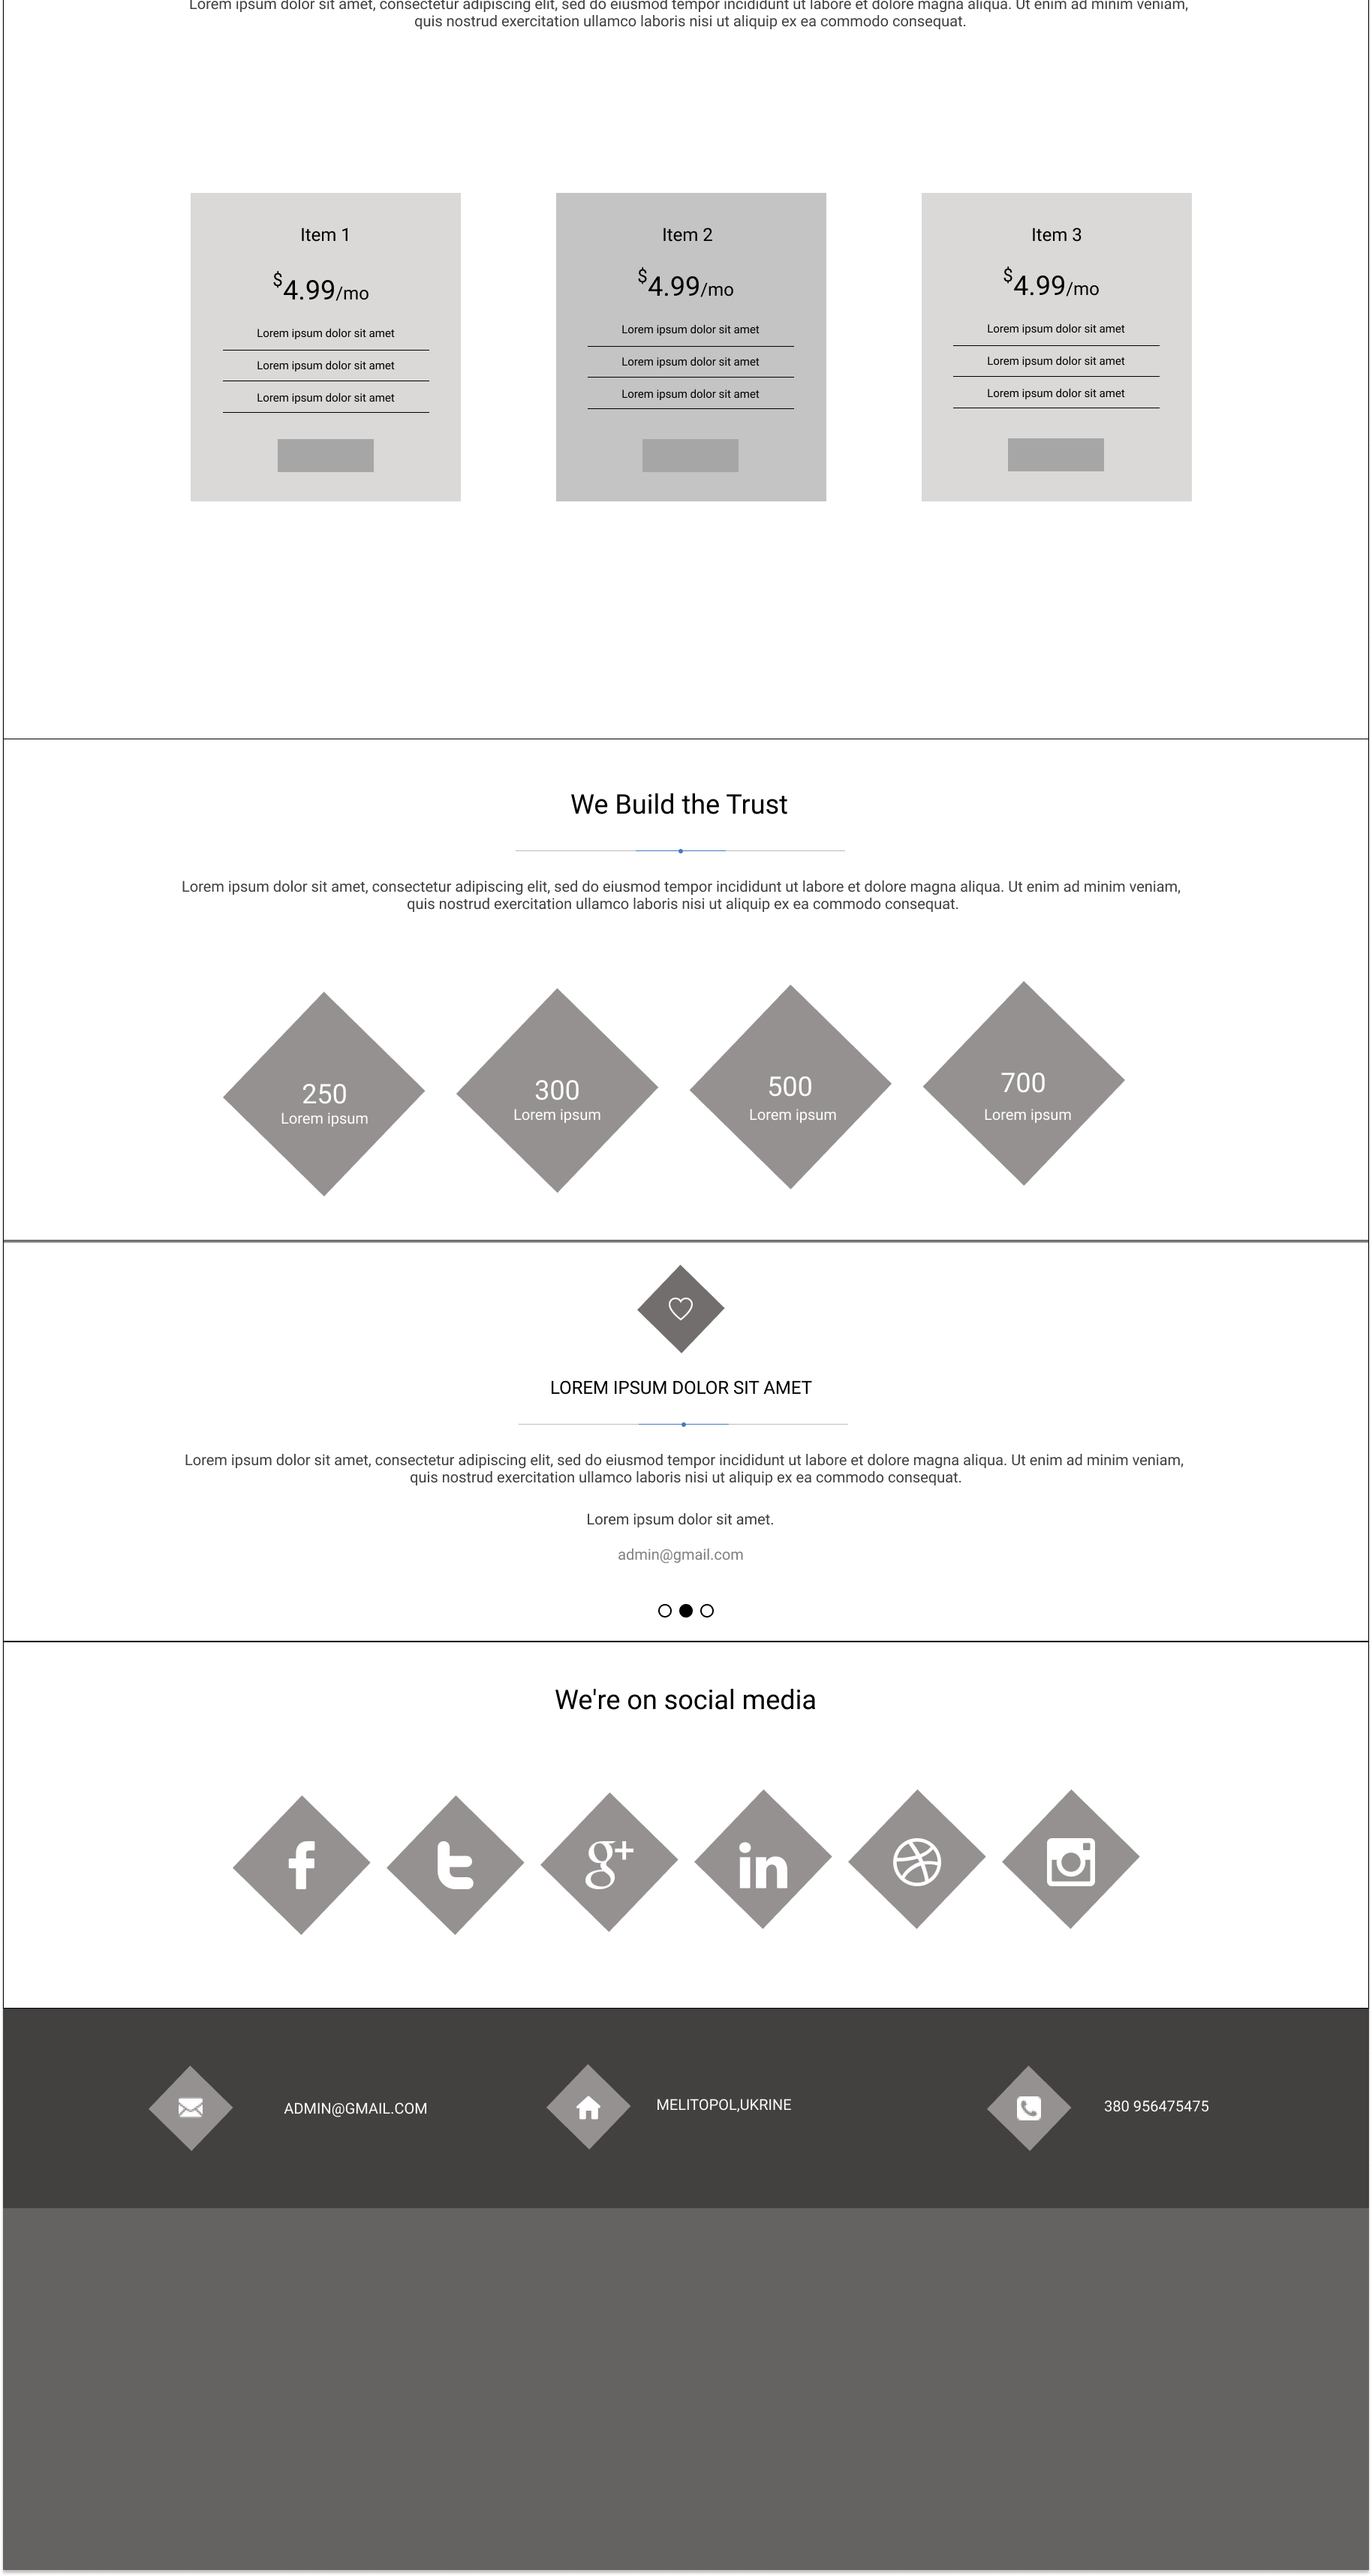 Lorem ipsum dolor sit amet, consectetur adipiscing elit, sed do eiusmod tempor incididunt ut labore et dolore magna aliqua. Ut enim ad minim veniam,
quis nostrud exercitation ullamco laboris nisi ut aliquip ex ea commodo consequat.
Item 1
$4.99/mo
Lorem ipsum dolor sit amet
Lorem ipsum dolor sit amet
Lorem ipsum dolor sit amet
Item 2
$4.99/mo
Lorem ipsum dolor sit amet
Lorem ipsum dolor sit amet
Lorem ipsum dolor sit amet
Item 3
$4.99/mo
Lorem ipsum dolor sit amet
Lorem ipsum dolor sit amet
Lorem ipsum dolor sit amet
We Build the Trust
Lorem ipsum dolor sit amet, consectetur adipiscing elit, sed do eiusmod tempor incididunt ut labore et dolore magna aliqua. Ut enim ad minim veniam,
quis nostrud exercitation ullamco laboris nisi ut aliquip ex ea commodo consequat.
250
Lorem ipsum
300
Lorem ipsum
500
Lorem ipsum
700
Lorem ipsum
LOREM IPSUM DOLOR SIT AMET
Lorem ipsum dolor sit amet, consectetur adipiscing elit, sed do eiusmod tempor incididunt ut labore et dolore magna aliqua. Ut enim ad minim veniam,
quis nostrud exercitation ullamco laboris nisi ut aliquip ex ea commodo consequat.
Lorem ipsum dolor sit amet.
admin@gmail.com
We're on social media
ADMIN@GMAIL.COM
MELITOPOL,UKRINE
380 956475475